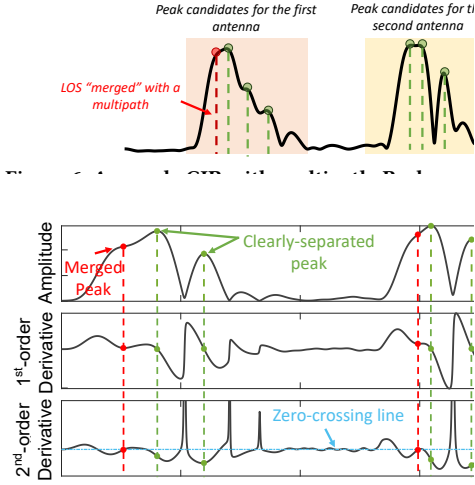 Peak candidates for the first
antenna
Peak candidates for th
second antenna
LOS "merged" with a
multipath
Amplitude
Merged
Peak
Clearly-separated
peak
1st-order
Derivative
2nd-order
Derivative
Zero-crossing line